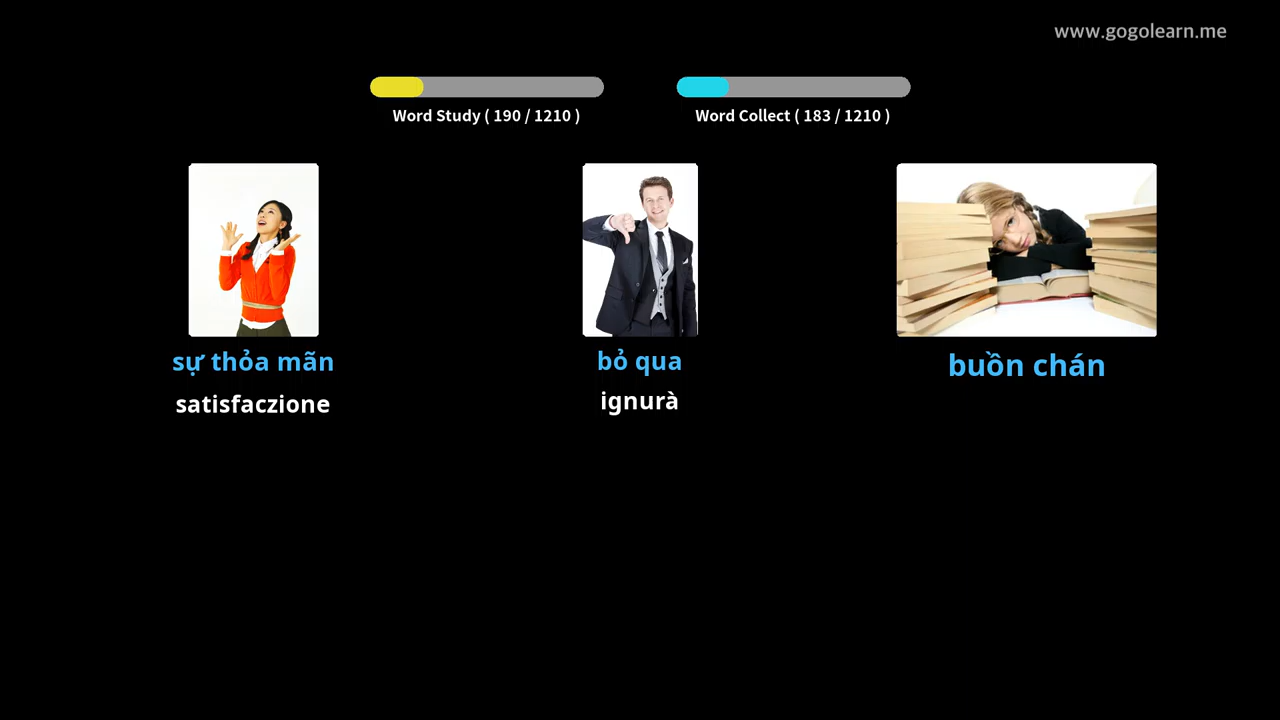 www.gogolearn.me
Word Study ( 190 / 1210 )
Word Collect ( 183 / 1210 )
sự thỏa mãn
satisfaczione
bỏ qua
ignurà
buồn chán